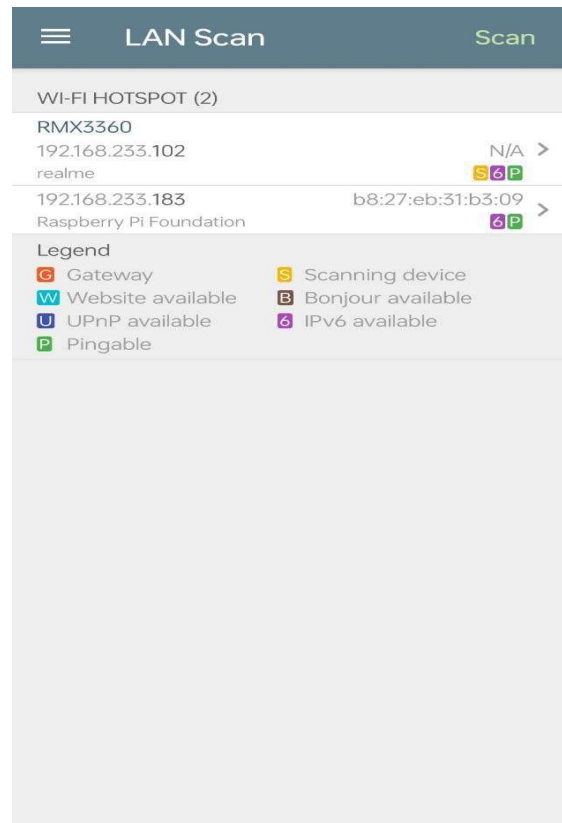 LAN Scan Scan
WI-FI HOTSPOT (2)
RMX3360
192.168.233.102 N/A >
realme S 6 P
192.168.233.183 b8:27:eb:31:b3:09 >
Raspberry Pi Foundation 6 P
Legend
G Gateway S Scanning device
W Website available B Bonjour available
U UPnP available 6 IPv6 available
P Pingable